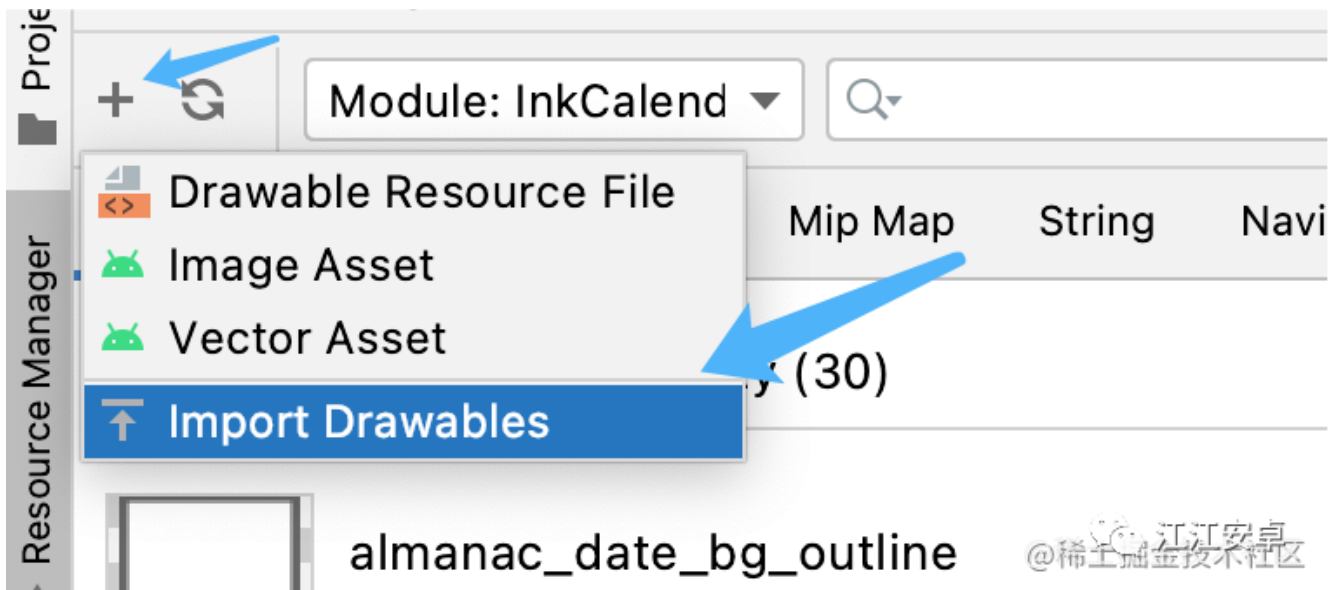 Proje
Module: InkCalend
Drawable Resource File
Image Asset
Vector Asset
Import Drawables
Mip Map
String
Navi
y (30)
Resource Manager
almanac_date_bg_outline
江江安卓
@稀土掘金技术社区